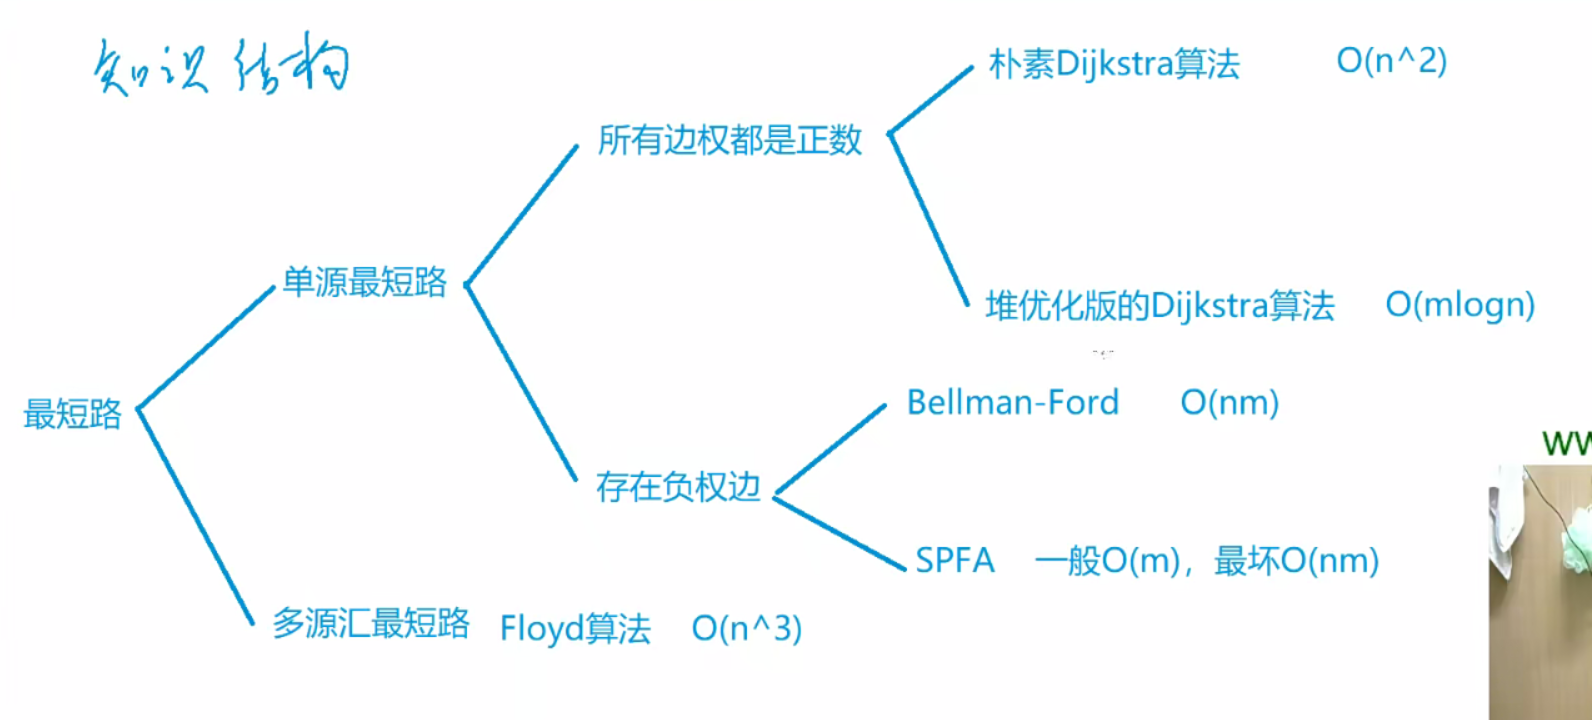 知识结构
朴素Dijkstra算法 O(n^2)
所有边权都是正数
单源最短路
堆优化版的Dijkstra算法 O(mlogn)
最短路
Bellman-Ford O(nm)
存在负权边
SPFA 一般O(m)，最坏O(nm)
多源汇最短路 Floyd算法 O(n^3)